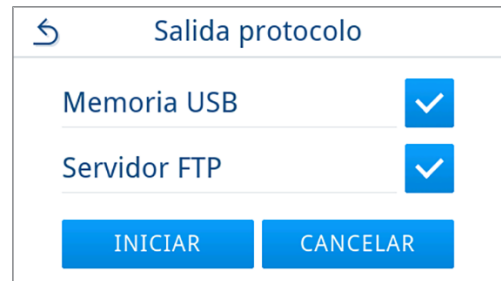 Salida protocolo
Memoria USB
Servidor FTP
INICIAR CANCELAR